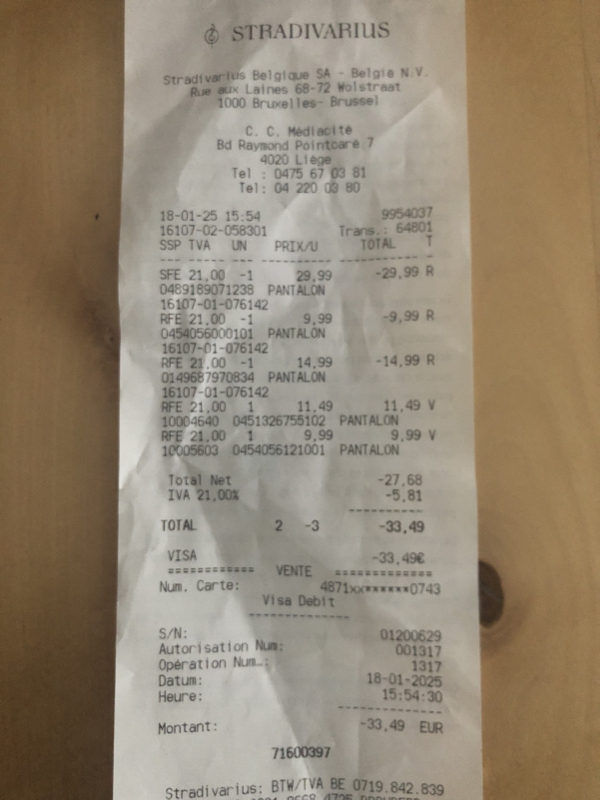 STRADIVARIUS
Stradivarius Belgique SA - Belgie N.V.
Rue aux Laines 68-72 Wolstraat
1000 Bruxelles- Brussel
C. C. Médiacité
Bd Raymond Pointcaré 7
4020 Liège
Tel : 0475 67 03 81
Tel: 04 220 03 80
18-01-25 15:54 9954037
16107-02-058301 Trans.: 64801
SSP TVA UN PRIX/U TOTAL T
--- --- --- ---------- ---------- -
SFE 21,00 -1 29,99 -29,99 R
04891890712​38 PANTALON
16107-01-076142
RFE 21,00 -1 9,99 -9,99 R
0454056000101 PANTALON
16107-01-076142
RFE 21,00 -1 14,99 -14,99 R
0149687970834 PANTALON
16107-01-076142
RFE 21,00 1 11,49 11,49 V
10004640 0451326755102 PANTALON
RFE 21,00 1 9,99 9,99 V
10005603 0454056121001 PANTALON
Total Net -27,68
IVA 21,00% -5,81
----------
TOTAL 2 -3 -33,49
VISA -33,49€
============ VENTE =============
Num. Carte: 4871xx******0743
Visa Debit
--------------
S/N: 01200629
Autorisation Num: 001317
Opération Num.: 1317
Datum: 18-01-2025
Heure: 15:54:30
--------------
Montant: -33,49 EUR
71600397
Stradivarius: BTW/TVA BE 0719.842.839